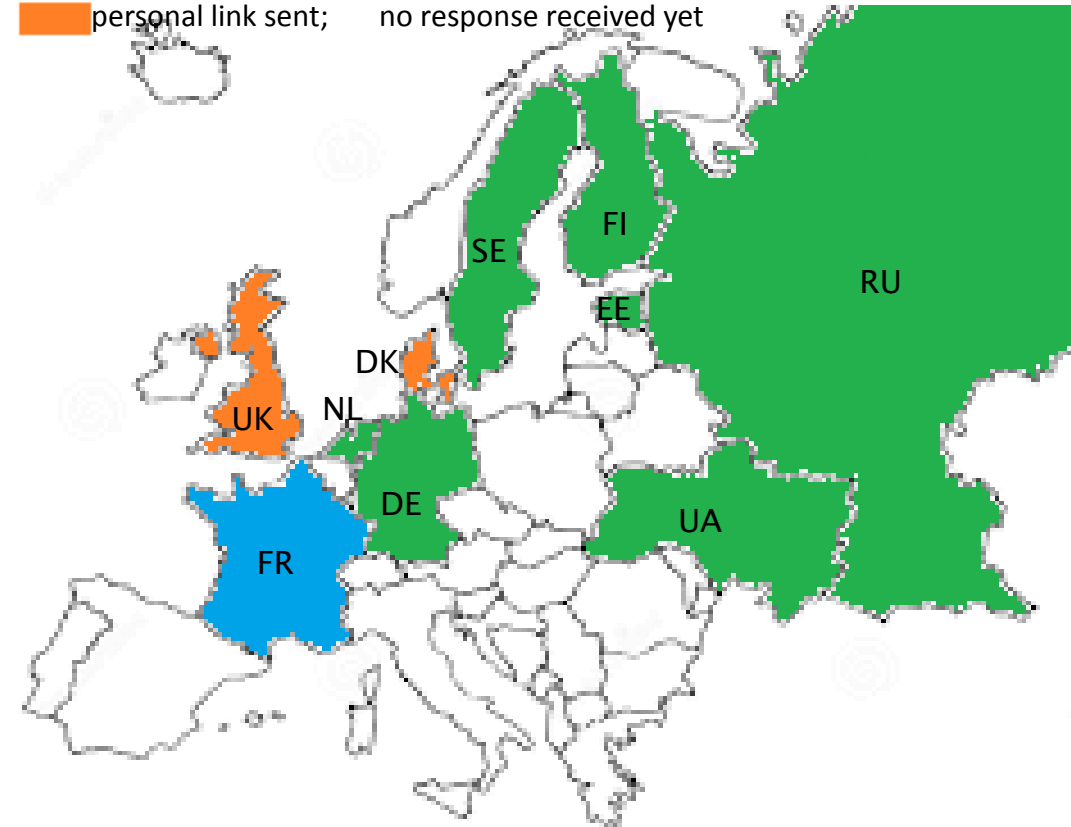 personal link sent; no response received yet
FI
SE
RU
EE
DK
NL
UK
DE
UA
FR